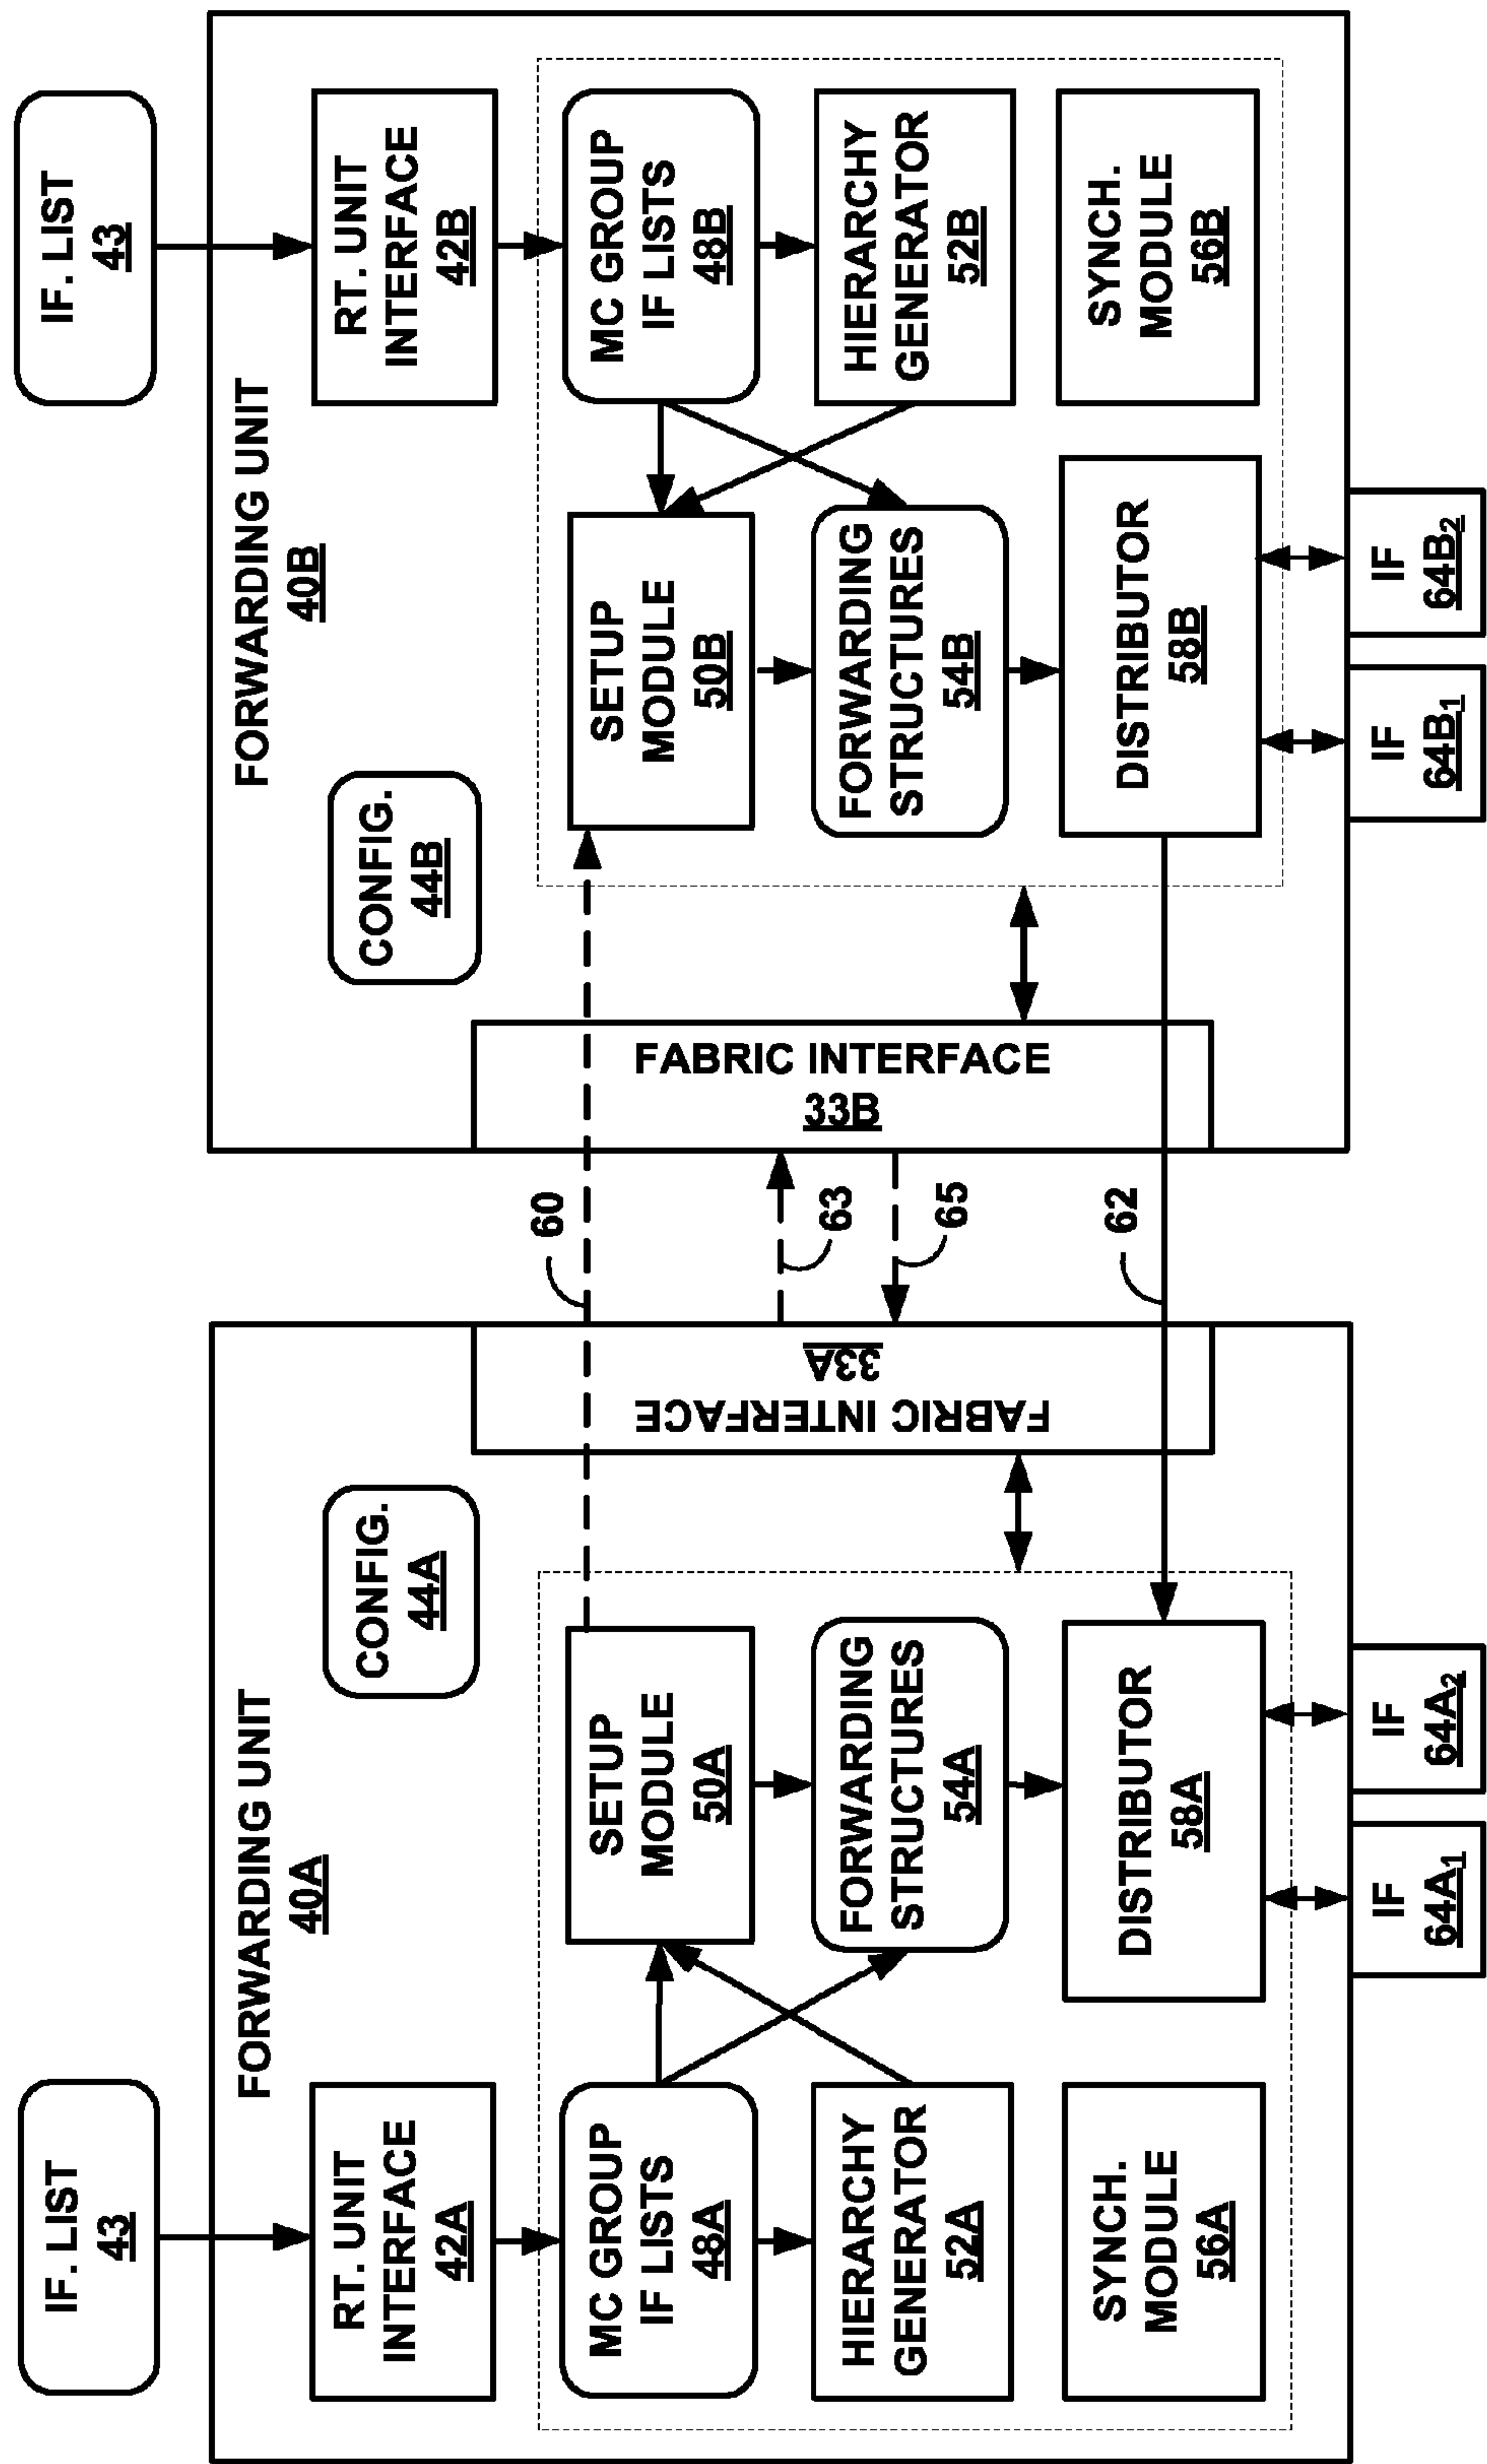 IF. LIST
43
FORWARDING UNIT
40A
RT. UNIT
INTERFACE
42A
CONFIG.
44A
MC GROUP
IF LISTS
48A
SETUP
MODULE
50A
HIERARCHY
GENERATOR
52A
FORWARDING
STRUCTURES
54A
SYNCH.
MODULE
56A
DISTRIBUTOR
58A
FABRIC INTERFACE
33A
IF
64A1
IF
64A2
60
63
65
62
IF. LIST
43
FORWARDING UNIT
40B
CONFIG.
44B
RT. UNIT
INTERFACE
42B
FABRIC INTERFACE
33B
SETUP
MODULE
50B
MC GROUP
IF LISTS
48B
FORWARDING
STRUCTURES
54B
HIERARCHY
GENERATOR
52B
DISTRIBUTOR
58B
SYNCH.
MODULE
56B
IF
64B1
IF
64B2